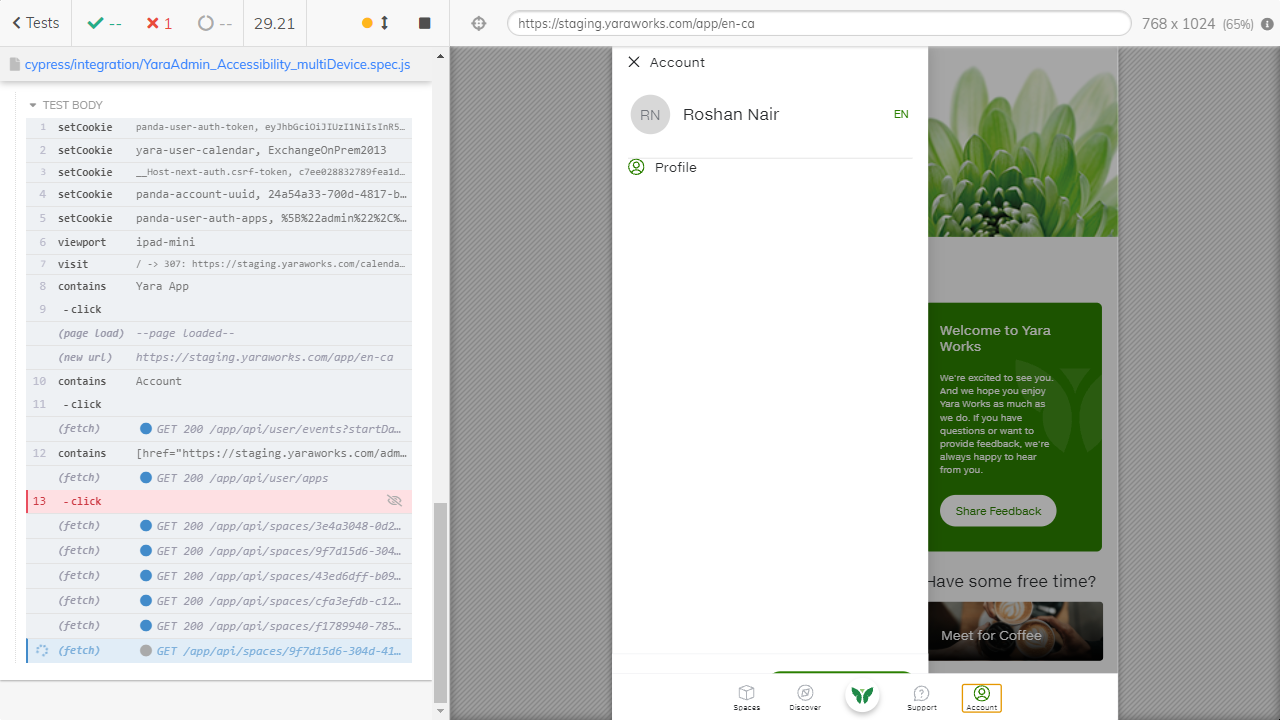 Tests
--
1
--
29.21
https://staging.yaraworks.com/app/en-ca
768 x 1024 (65%)
cypress/integration/YaraAdmin_Accessibility_multiDevice.spec.js
TEST BODY
1 setCookie panda-user-auth-token, eyJhbGciOiJIUzI1NiIsInR5…
2 setCookie yara-user-calendar, ExchangeOnPrem2013
3 setCookie __Host-next-auth.csrf-token, c7ee028832789fea1d…
4 setCookie panda-account-uuid, 24a54a33-700d-4817-b…
5 setCookie panda-user-auth-apps, %5B%22admin%22%2C%…
6 viewport ipad-mini
7 visit / -> 307: https://staging.yaraworks.com/calenda…
8 contains Yara App
9 -click
(page load) --page loaded--
(new url) https://staging.yaraworks.com/app/en-ca
10 contains Account
11 -click
(fetch) GET 200 /app/api/user/events?startDa…
12 contains [href="https://staging.yaraworks.com/adm…
(fetch) GET 200 /app/api/user/apps
13 -click
(fetch) GET 200 /app/api/spaces/3e4a3048-0d2…
(fetch) GET 200 /app/api/spaces/9f7d15d6-304…
(fetch) GET 200 /app/api/spaces/43ed6dff-b09…
(fetch) GET 200 /app/api/spaces/cfa3efdb-c12…
(fetch) GET 200 /app/api/spaces/f1789940-785…
(fetch) GET /app/api/spaces/9f7d15d6-304d-41…
Account
RN
Roshan Nair
EN
Profile
Welcome to Yara
Works
We're excited to see you.
And we hope you enjoy
Yara Works as much as
we do. If you have
questions or want to
provide feedback, we're
always happy to hear
from you.
Share Feedback
Have some free time?
Meet for Coffee
Spaces
Discover
Support
Account